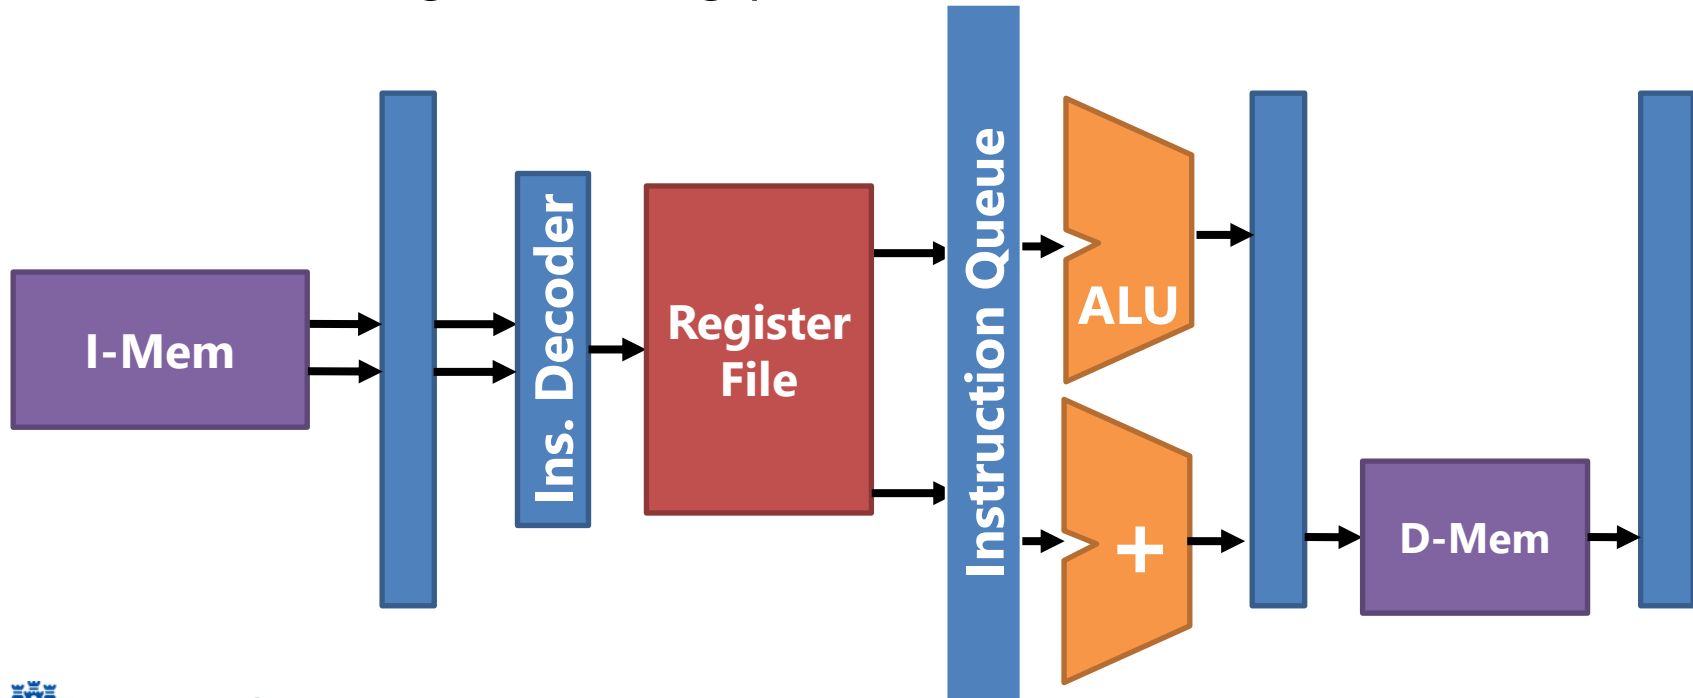 I-Mem
Ins. Decoder
Register
File
Instruction Queue
ALU
+
D-Mem